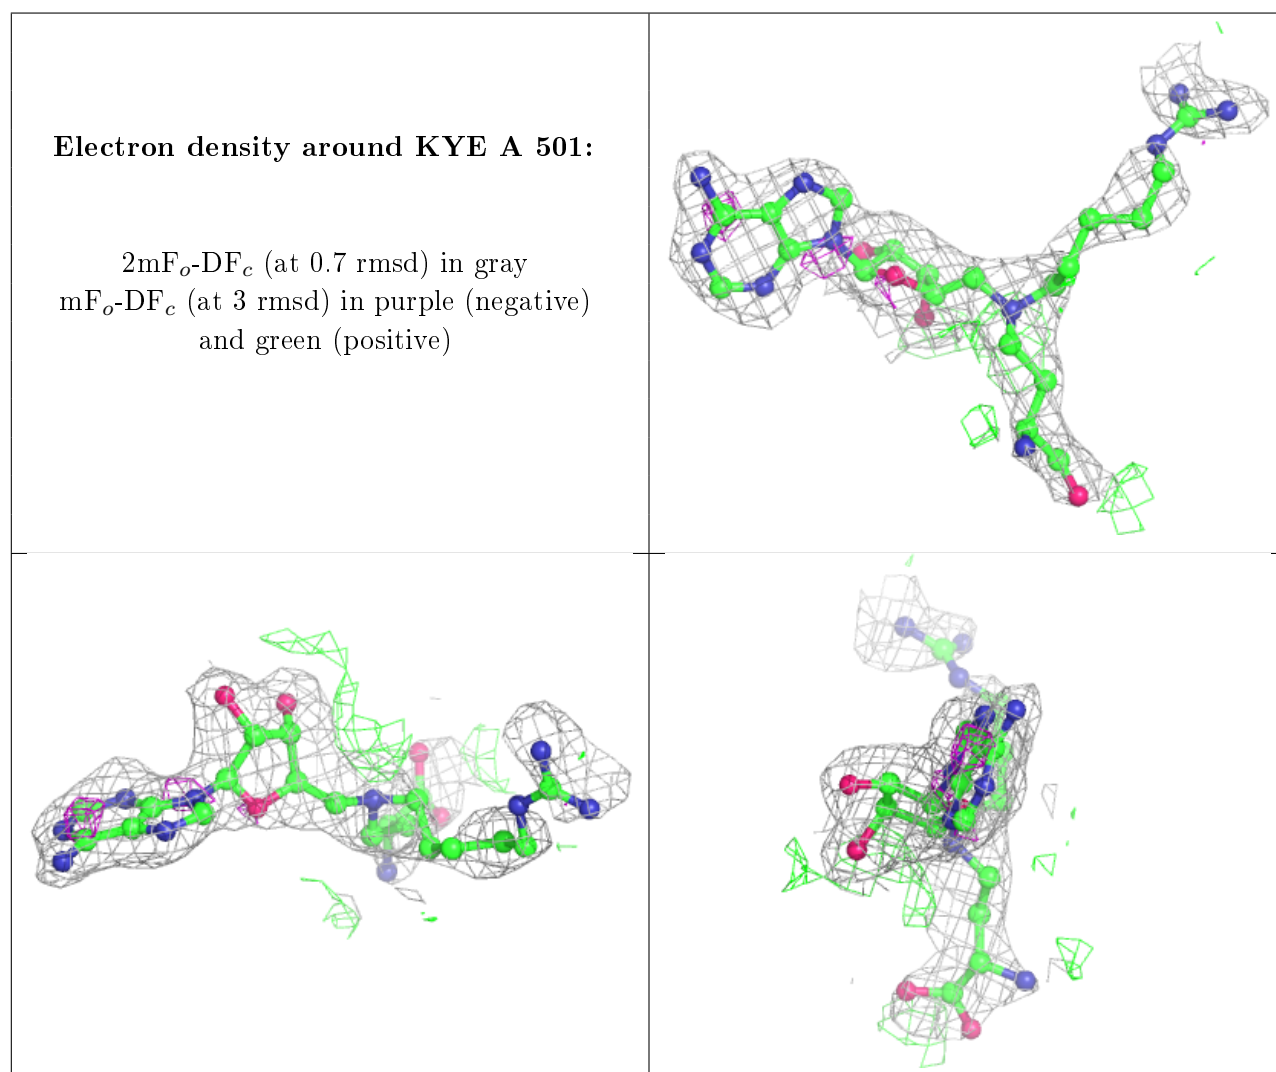 Electron density around KYE A 501:
2mFₒ-DF𝒸 (at 0.7 rmsd) in gray
mFₒ-DF𝒸 (at 3 rmsd) in purple (negative)
and green (positive)